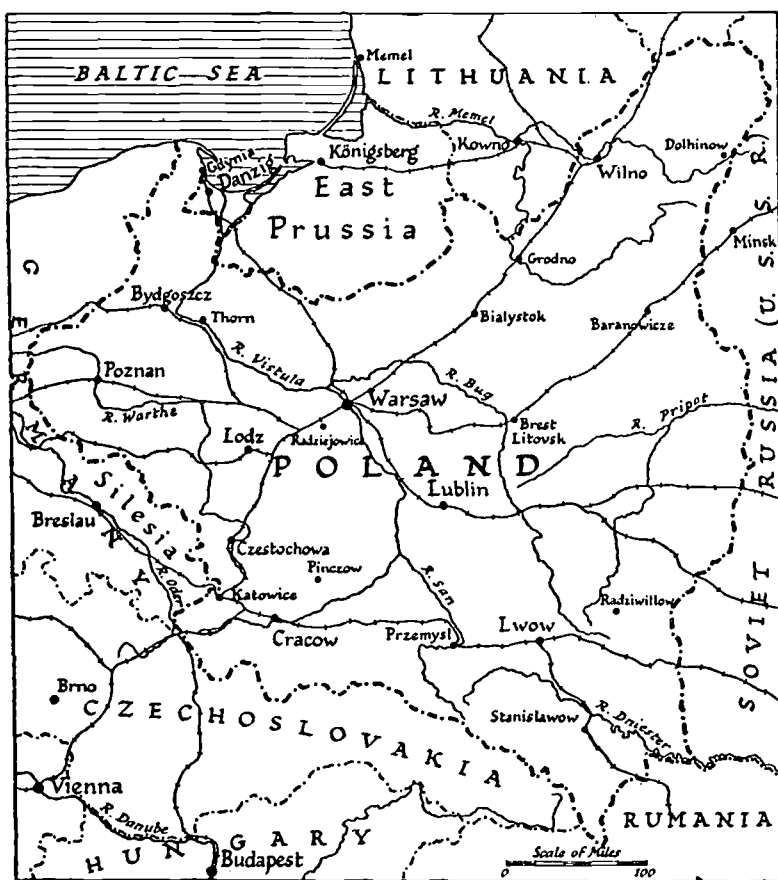 Memel
BALTIC SEA
LITHUANIA
R. Memel
Gdynia
Danzig
Königsberg
Kowno
Dolhinow
Wilno
East
Prussia
Minsk
Grodno
GERMANY
Bydgoszcz
Thorn
Białystok
Baranowicze
R. Vistula
Poznan
R. Bug
Warsaw
R. Warthe
Radziejowice
Brest
Litovsk
R. Pripet
Lodz
POLAND
Silesia
Lublin
Breslau
Czestochowa
R. Oder
Pinczow
Katowice
R. San
Radziwillow
Cracow
Przemysl
Lwow
SOVIET RUSSIA (U. S. S. R.)
Brno
CZECHOSLOVAKIA
Stanislawow
R. Dniester
Vienna
R. Danube
RUMANIA
HUNGARY
Budapest
Scale of Miles
0 100